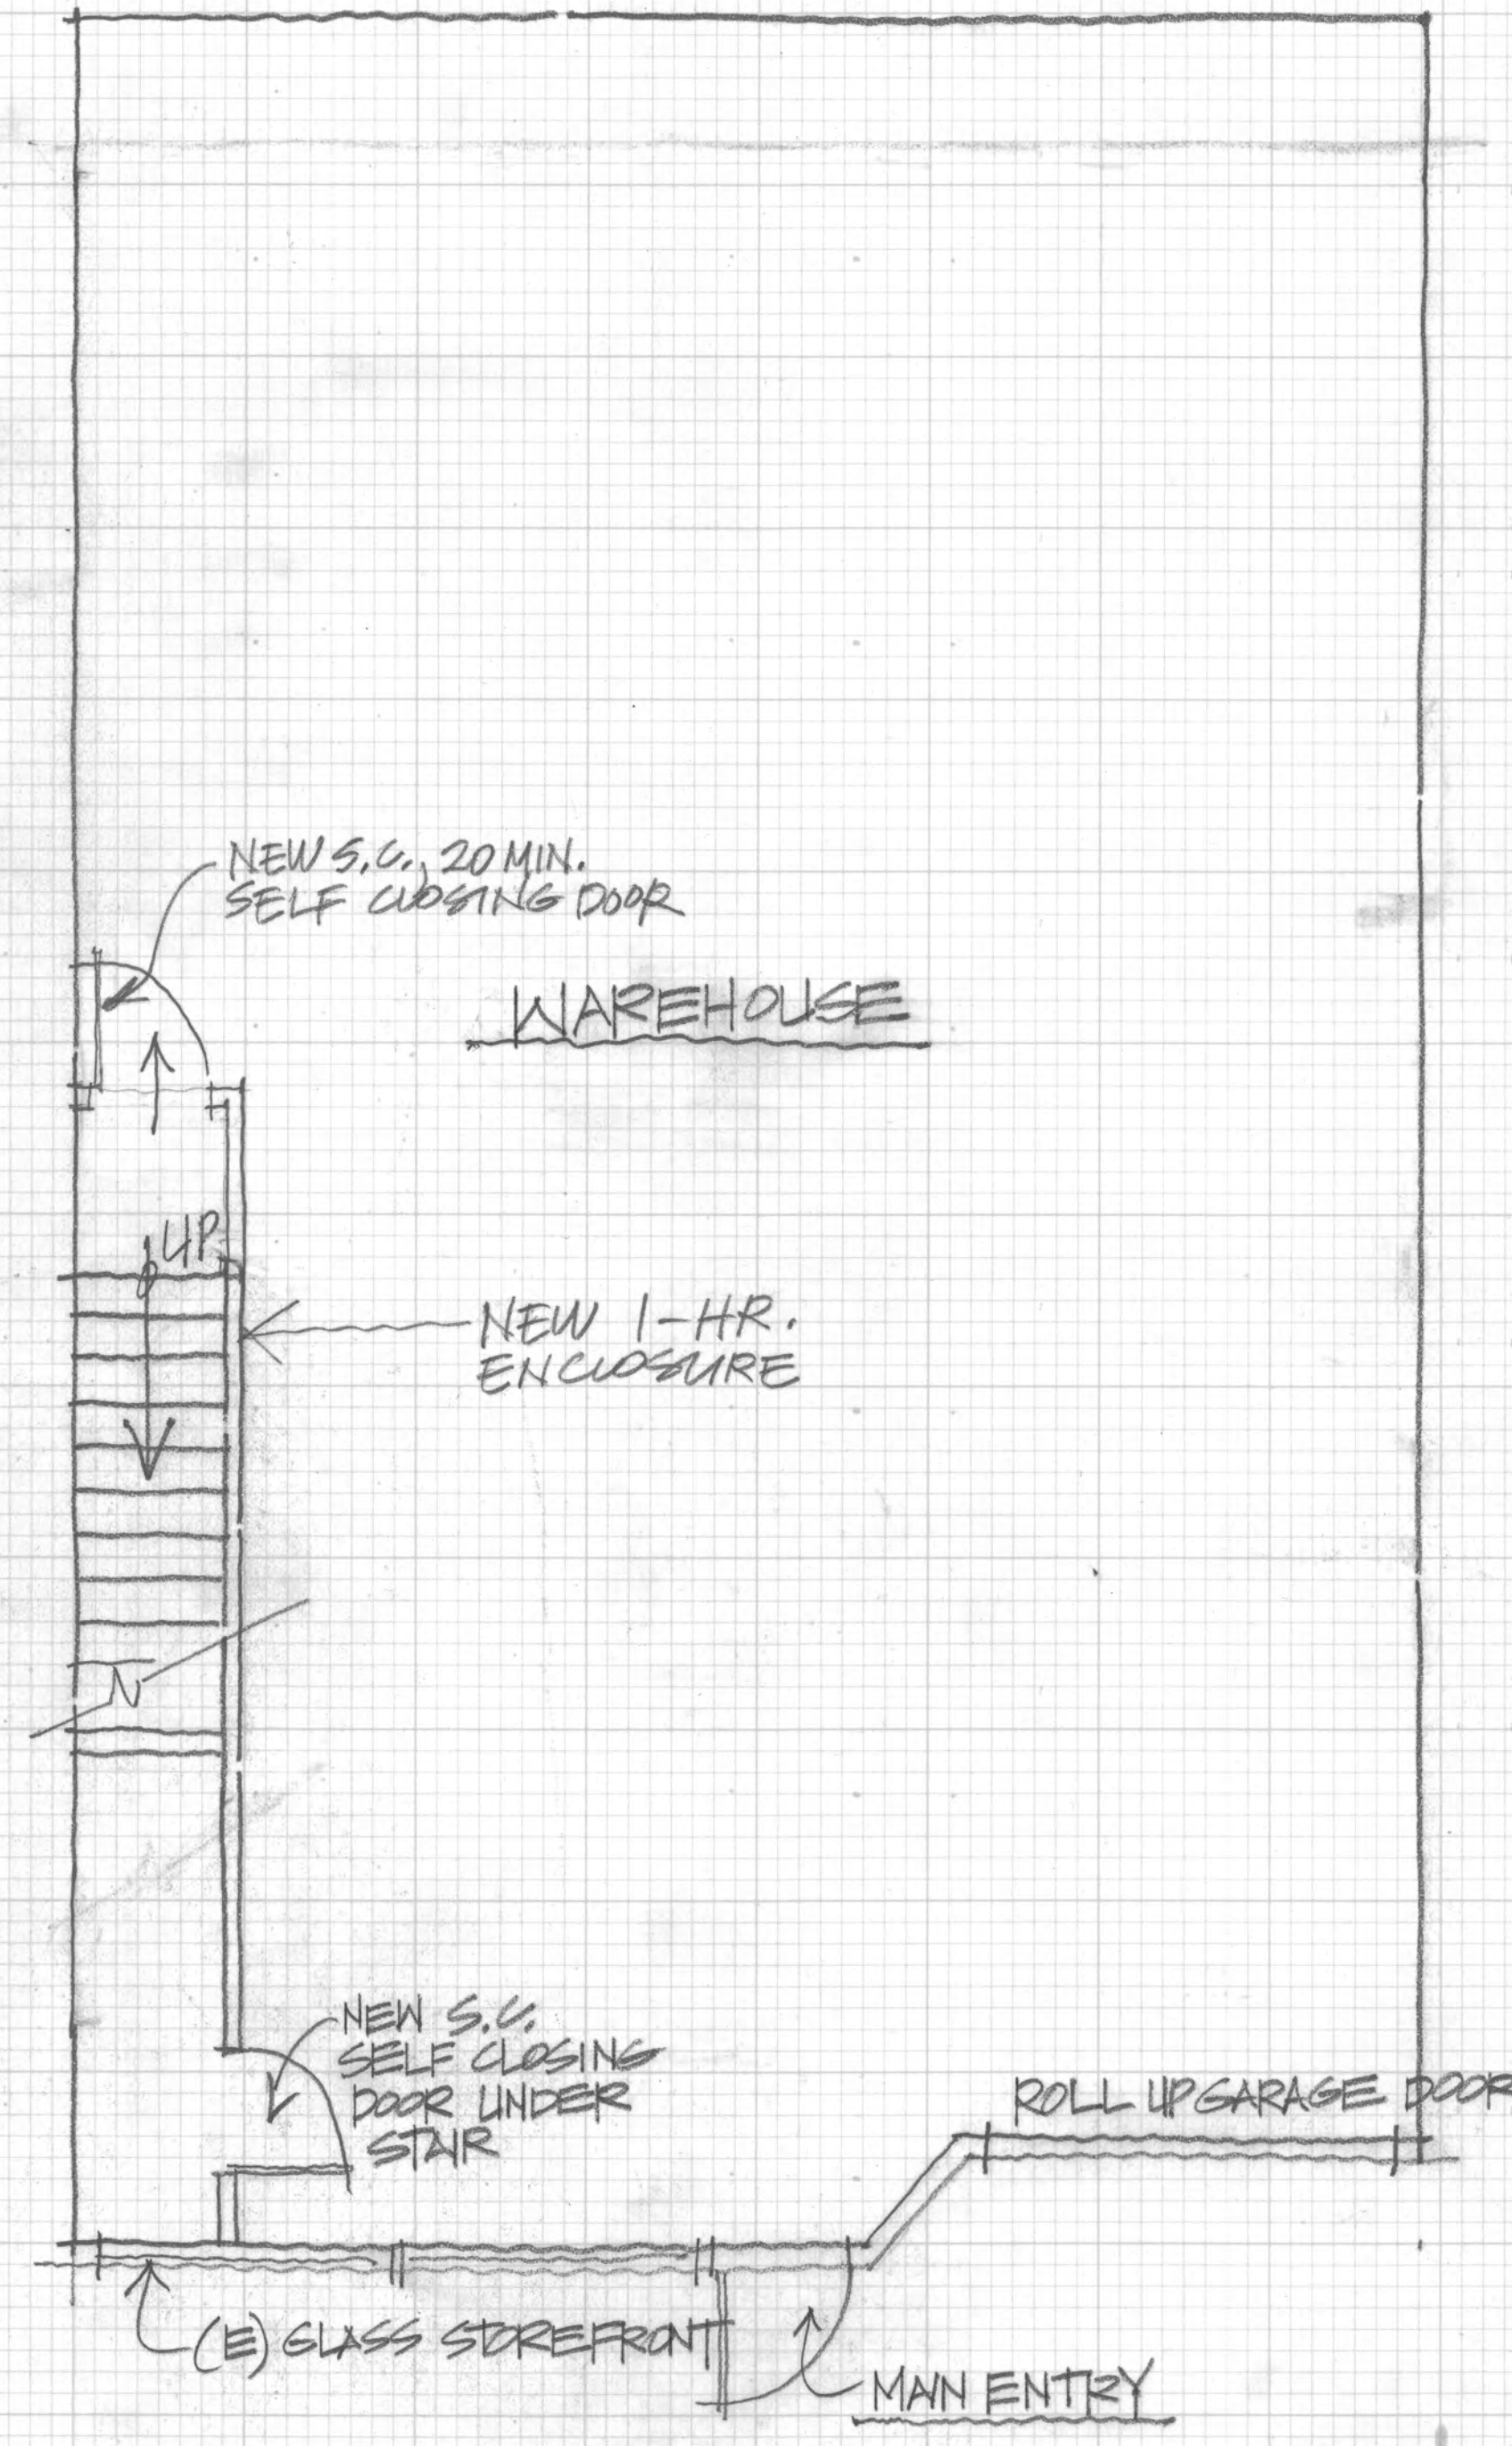 NEW S.C., 20 MIN.
SELF CLOSING DOOR
WAREHOUSE
UP
NEW 1-HR.
ENCLOSURE
NEW S.C.
SELF CLOSING
DOOR UNDER
STAIR
ROLL UP GARAGE DOOR
(E) GLASS STOREFRONT
MAIN ENTRY